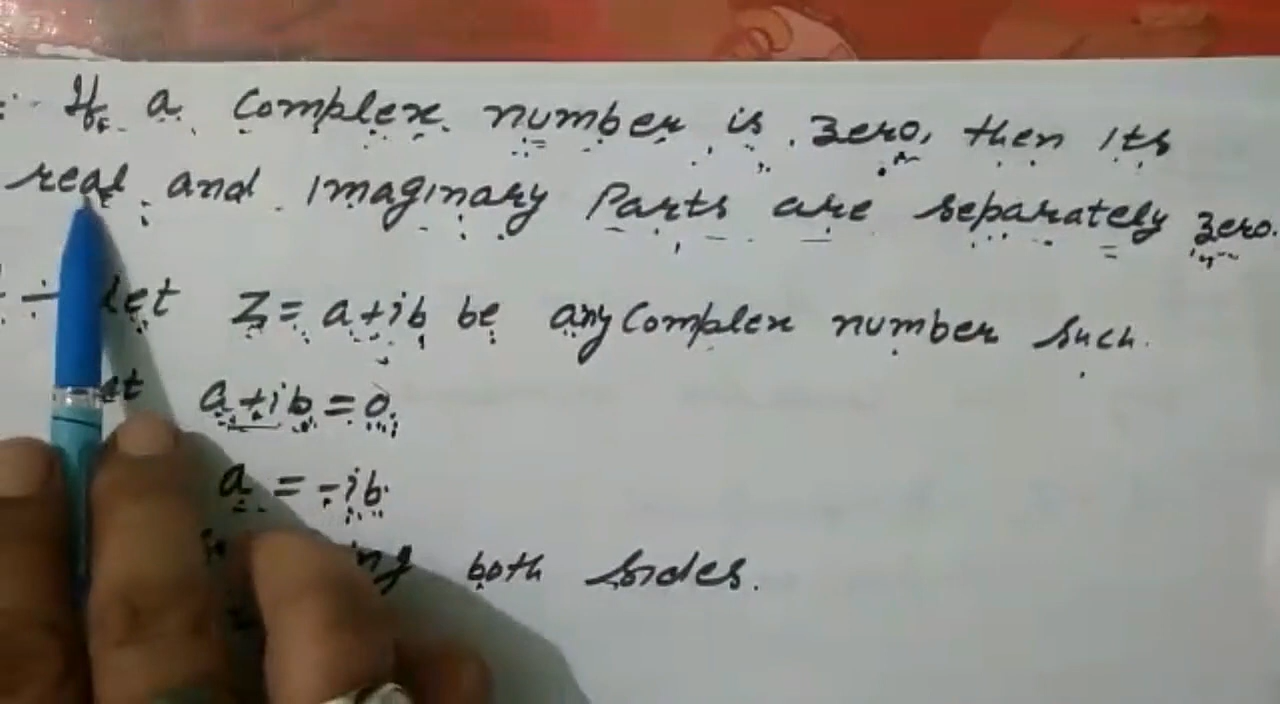 If a complex number is zero, then its
real and imaginary Parts are separately zero.
let Z = a+ib be any complex number such
a+ib = 0
a = -ib
both sides.